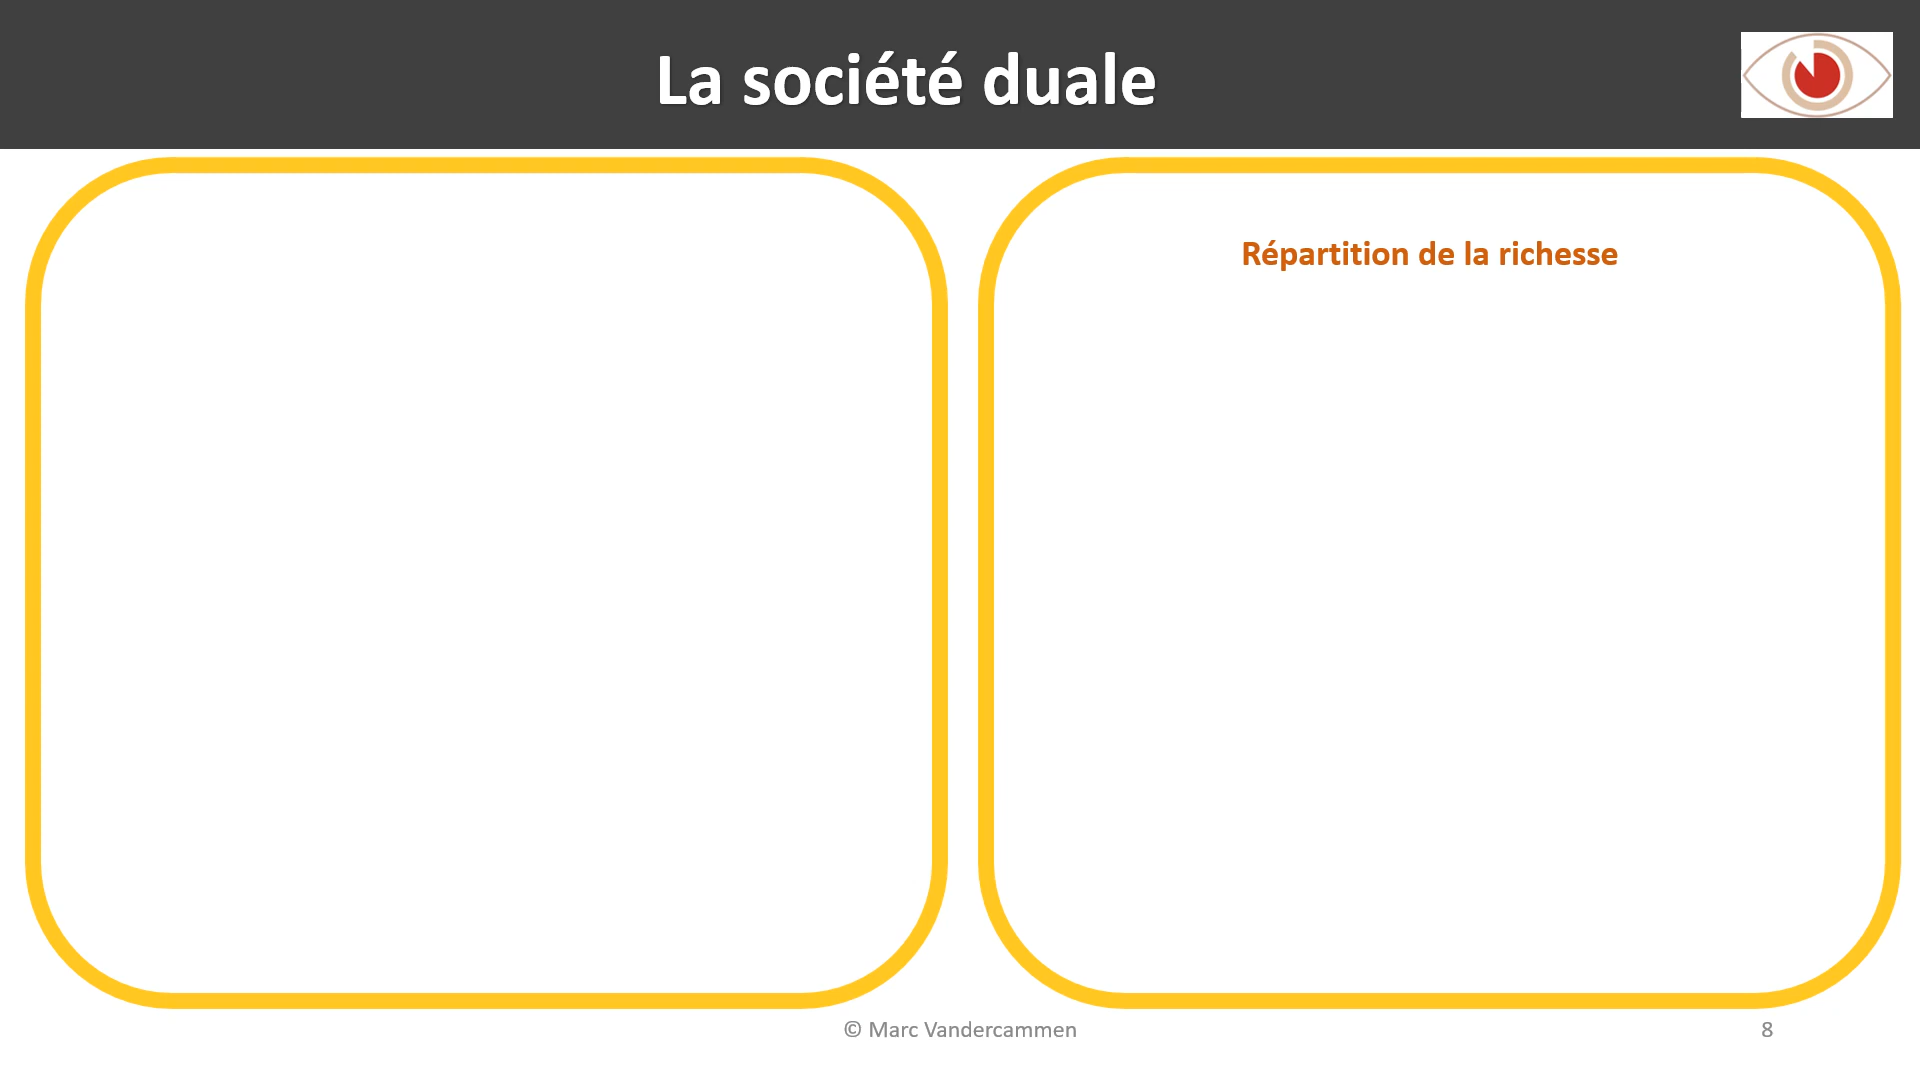 La société duale
Répartition de la richesse
© Marc Vandercammen
8